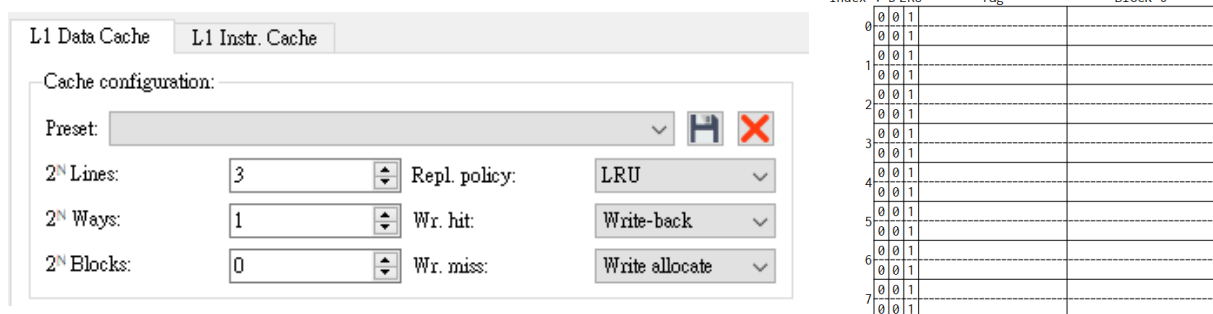 L1 Data Cache
L1 Instr. Cache
Cache configuration:
Preset:
2ᴺ Lines: 3 Repl. policy: LRU
2ᴺ Ways: 1 Wr. hit: Write-back
2ᴺ Blocks: 0 Wr. miss: Write allocate
0 0 0 1
0 0 1
1 0 0 1
0 0 1
2 0 0 1
0 0 1
3 0 0 1
0 0 1
4 0 0 1
0 0 1
5 0 0 1
0 0 1
6 0 0 1
0 0 1
7 0 0 1
0 0 1